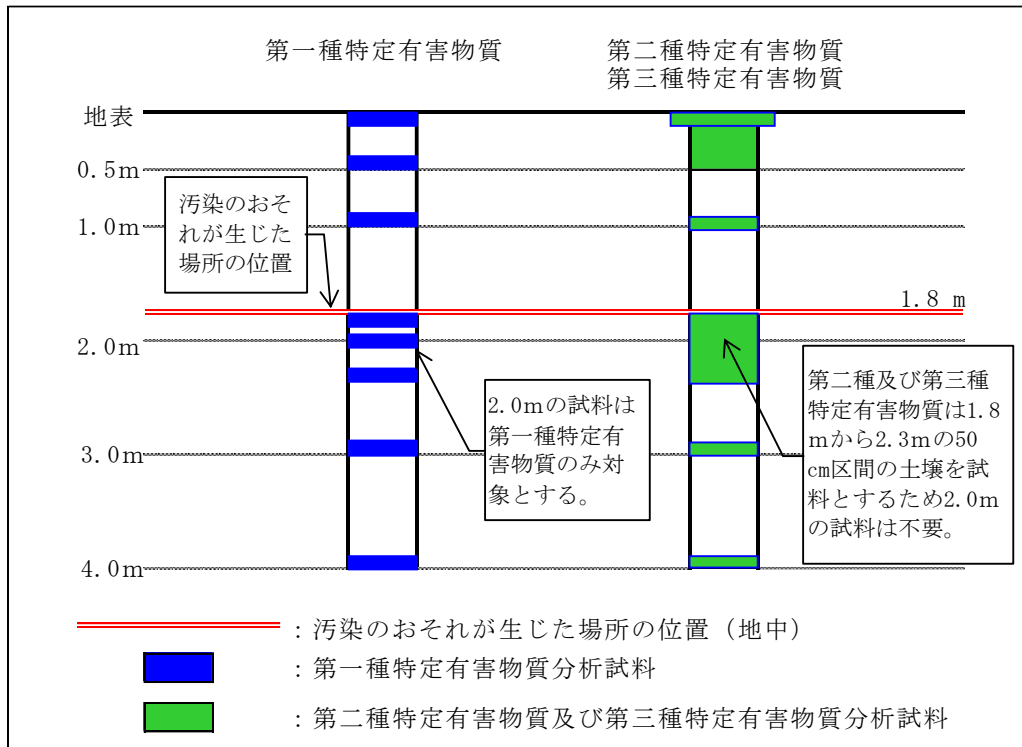 第一種特定有害物質
第二種特定有害物質
第三種特定有害物質
地表
0.5m
汚染のおそ
れが生じた
場所の位置
1.0m
1.8 m
2.0m
2.0mの試料は
第一種特定有
害物質のみ対
象とする。
第二種及び第三種
特定有害物質は1.8
mから2.3mの50
cm区間の土壌を試
料とするため2.0m
の試料は不要。
3.0m
4.0m
：汚染のおそれが生じた場所の位置（地中）
：第一種特定有害物質分析試料
：第二種特定有害物質及び第三種特定有害物質分析試料